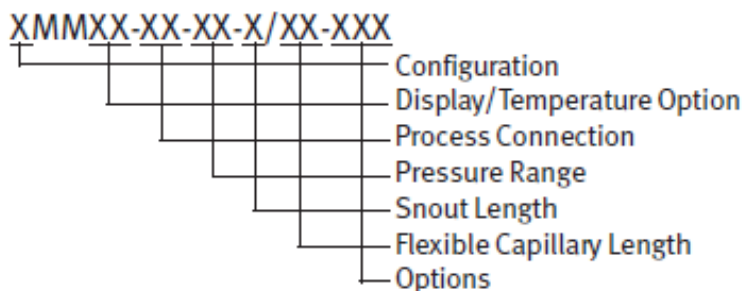 XMMXX-XX-XX-X/XX-XXX
Configuration
Display/Temperature Option
Process Connection
Pressure Range
Snout Length
Flexible Capillary Length
Options